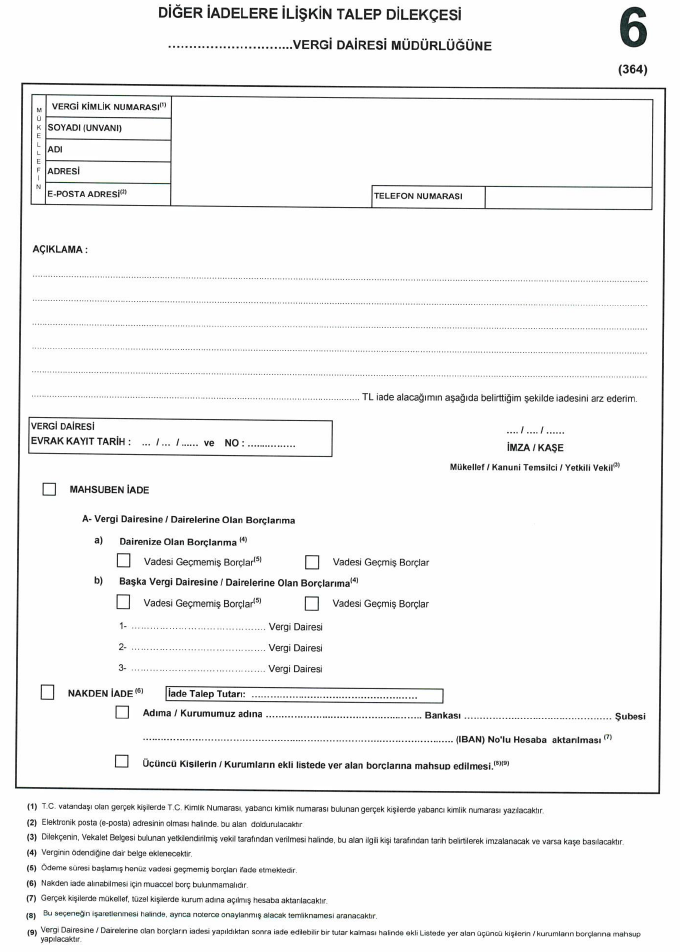 DİĞER İADELERE İLİŞKİN TALEP DİLEKÇESİ
6
..............................VERGİ DAİRESİ MÜDÜRLÜĞÜNE
(364)
MÜKELLEFİN
VERGİ KİMLİK NUMARASI(1)
SOYADI (UNVANI)
ADI
ADRESİ
E-POSTA ADRESİ(2)
TELEFON NUMARASI
AÇIKLAMA :
TL iade alacağımın aşağıda belirttiğim şekilde iadesini arz ederim.
VERGİ DAİRESİ
EVRAK KAYIT TARİH : ... / ... / ...... ve NO : ...............
.... / .... / ......
İMZA / KAŞE
Mükellef / Kanuni Temsilci / Yetkili Vekil(3)
MAHSUBEN İADE
A- Vergi Dairesine / Dairelerine Olan Borçlarıma
a) Dairenize Olan Borçlarıma (4)
Vadesi Geçmemiş Borçlar(5) Vadesi Geçmiş Borçlar
b) Başka Vergi Dairesine / Dairelerine Olan Borçlarıma(4)
Vadesi Geçmemiş Borçlar(5) Vadesi Geçmiş Borçlar
1- ........................................ Vergi Dairesi
2- ........................................ Vergi Dairesi
3- ........................................ Vergi Dairesi
NAKDEN İADE (6) İade Talep Tutarı: ..................................................
Adıma / Kurumumuz adına ................................................ Bankası ............................................. Şubesi
............................................................................................. (IBAN) No'lu Hesaba aktarılması (7)
Üçüncü Kişilerin / Kurumların ekli listede yer alan borçlarına mahsup edilmesi.(8)(9)
(1) T.C. vatandaşı olan gerçek kişilerde T.C. Kimlik Numarası, yabancı kimlik numarası bulunan gerçek kişilerde yabancı kimlik numarası yazılacaktır.
(2) Elektronik posta (e-posta) adresinin olması halinde, bu alan doldurulacaktır
(3) Dilekçenin, Vekalet Belgesi bulunan yetkilendirilmiş vekil tarafından verilmesi halinde, bu alan ilgili kişi tarafından tarih belirtilerek imzalanacak ve varsa kaşe basılacaktır.
(4) Verginin ödendiğine dair belge eklenecektir.
(5) Ödeme süresi başlamış henüz vadesi geçmemiş borçları ifade etmektedir.
(6) Nakden iade alınabilmesi için muaccel borç bulunmamalıdır.
(7) Gerçek kişilerde mükellef, tüzel kişilerde kurum adına açılmış hesaba aktarılacaktır.
(8) Bu seçeneğin işaretlenmesi halinde, ayrıca noterce onaylanmış alacak temliknamesi aranacaktır.
(9) Vergi Dairesine / Dairelerine olan borçların iadesi yapıldıktan sonra iade edilebilir bir tutar kalması halinde ekli Listede yer alan üçüncü kişilerin / kurumların borçlarına mahsup
yapılacaktır.